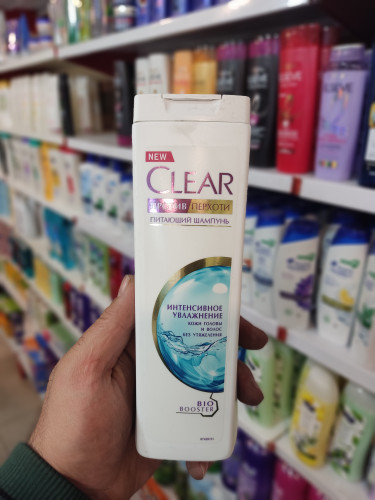 NEW
CLEAR
ПРОТИВ ПЕРХОТИ
ПИТАЮЩИЙ ШАМПУНЬ
ИНТЕНСИВНОЕ
УВЛАЖНЕНИЕ
КОЖИ ГОЛОВЫ
И ВОЛОС
БЕЗ УТЯЖЕЛЕНИЯ
BIO
BOOSTER